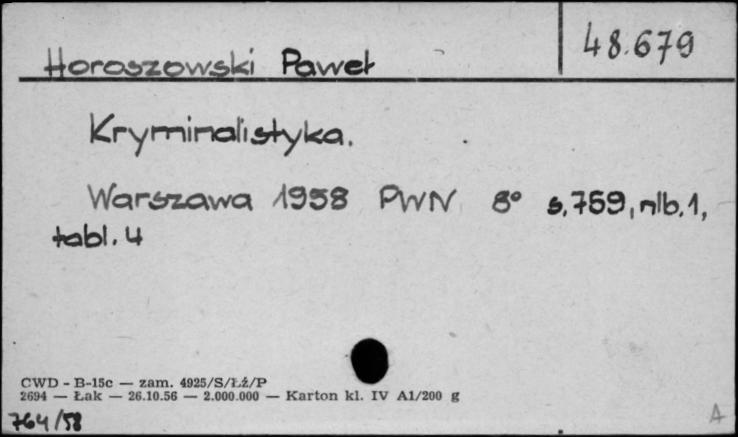 48.679
Horoszowski Paweł
Kryminalistyka.
Warszawa 1958 PWN 8° s.759, nlb.1,
tabl. 4
CWD - B-15c — zam. 4925/S/Łź/P
2694 — Łak — 26.10.56 — 2.000.000 — Karton kl. IV A1/200 g
764/58
A